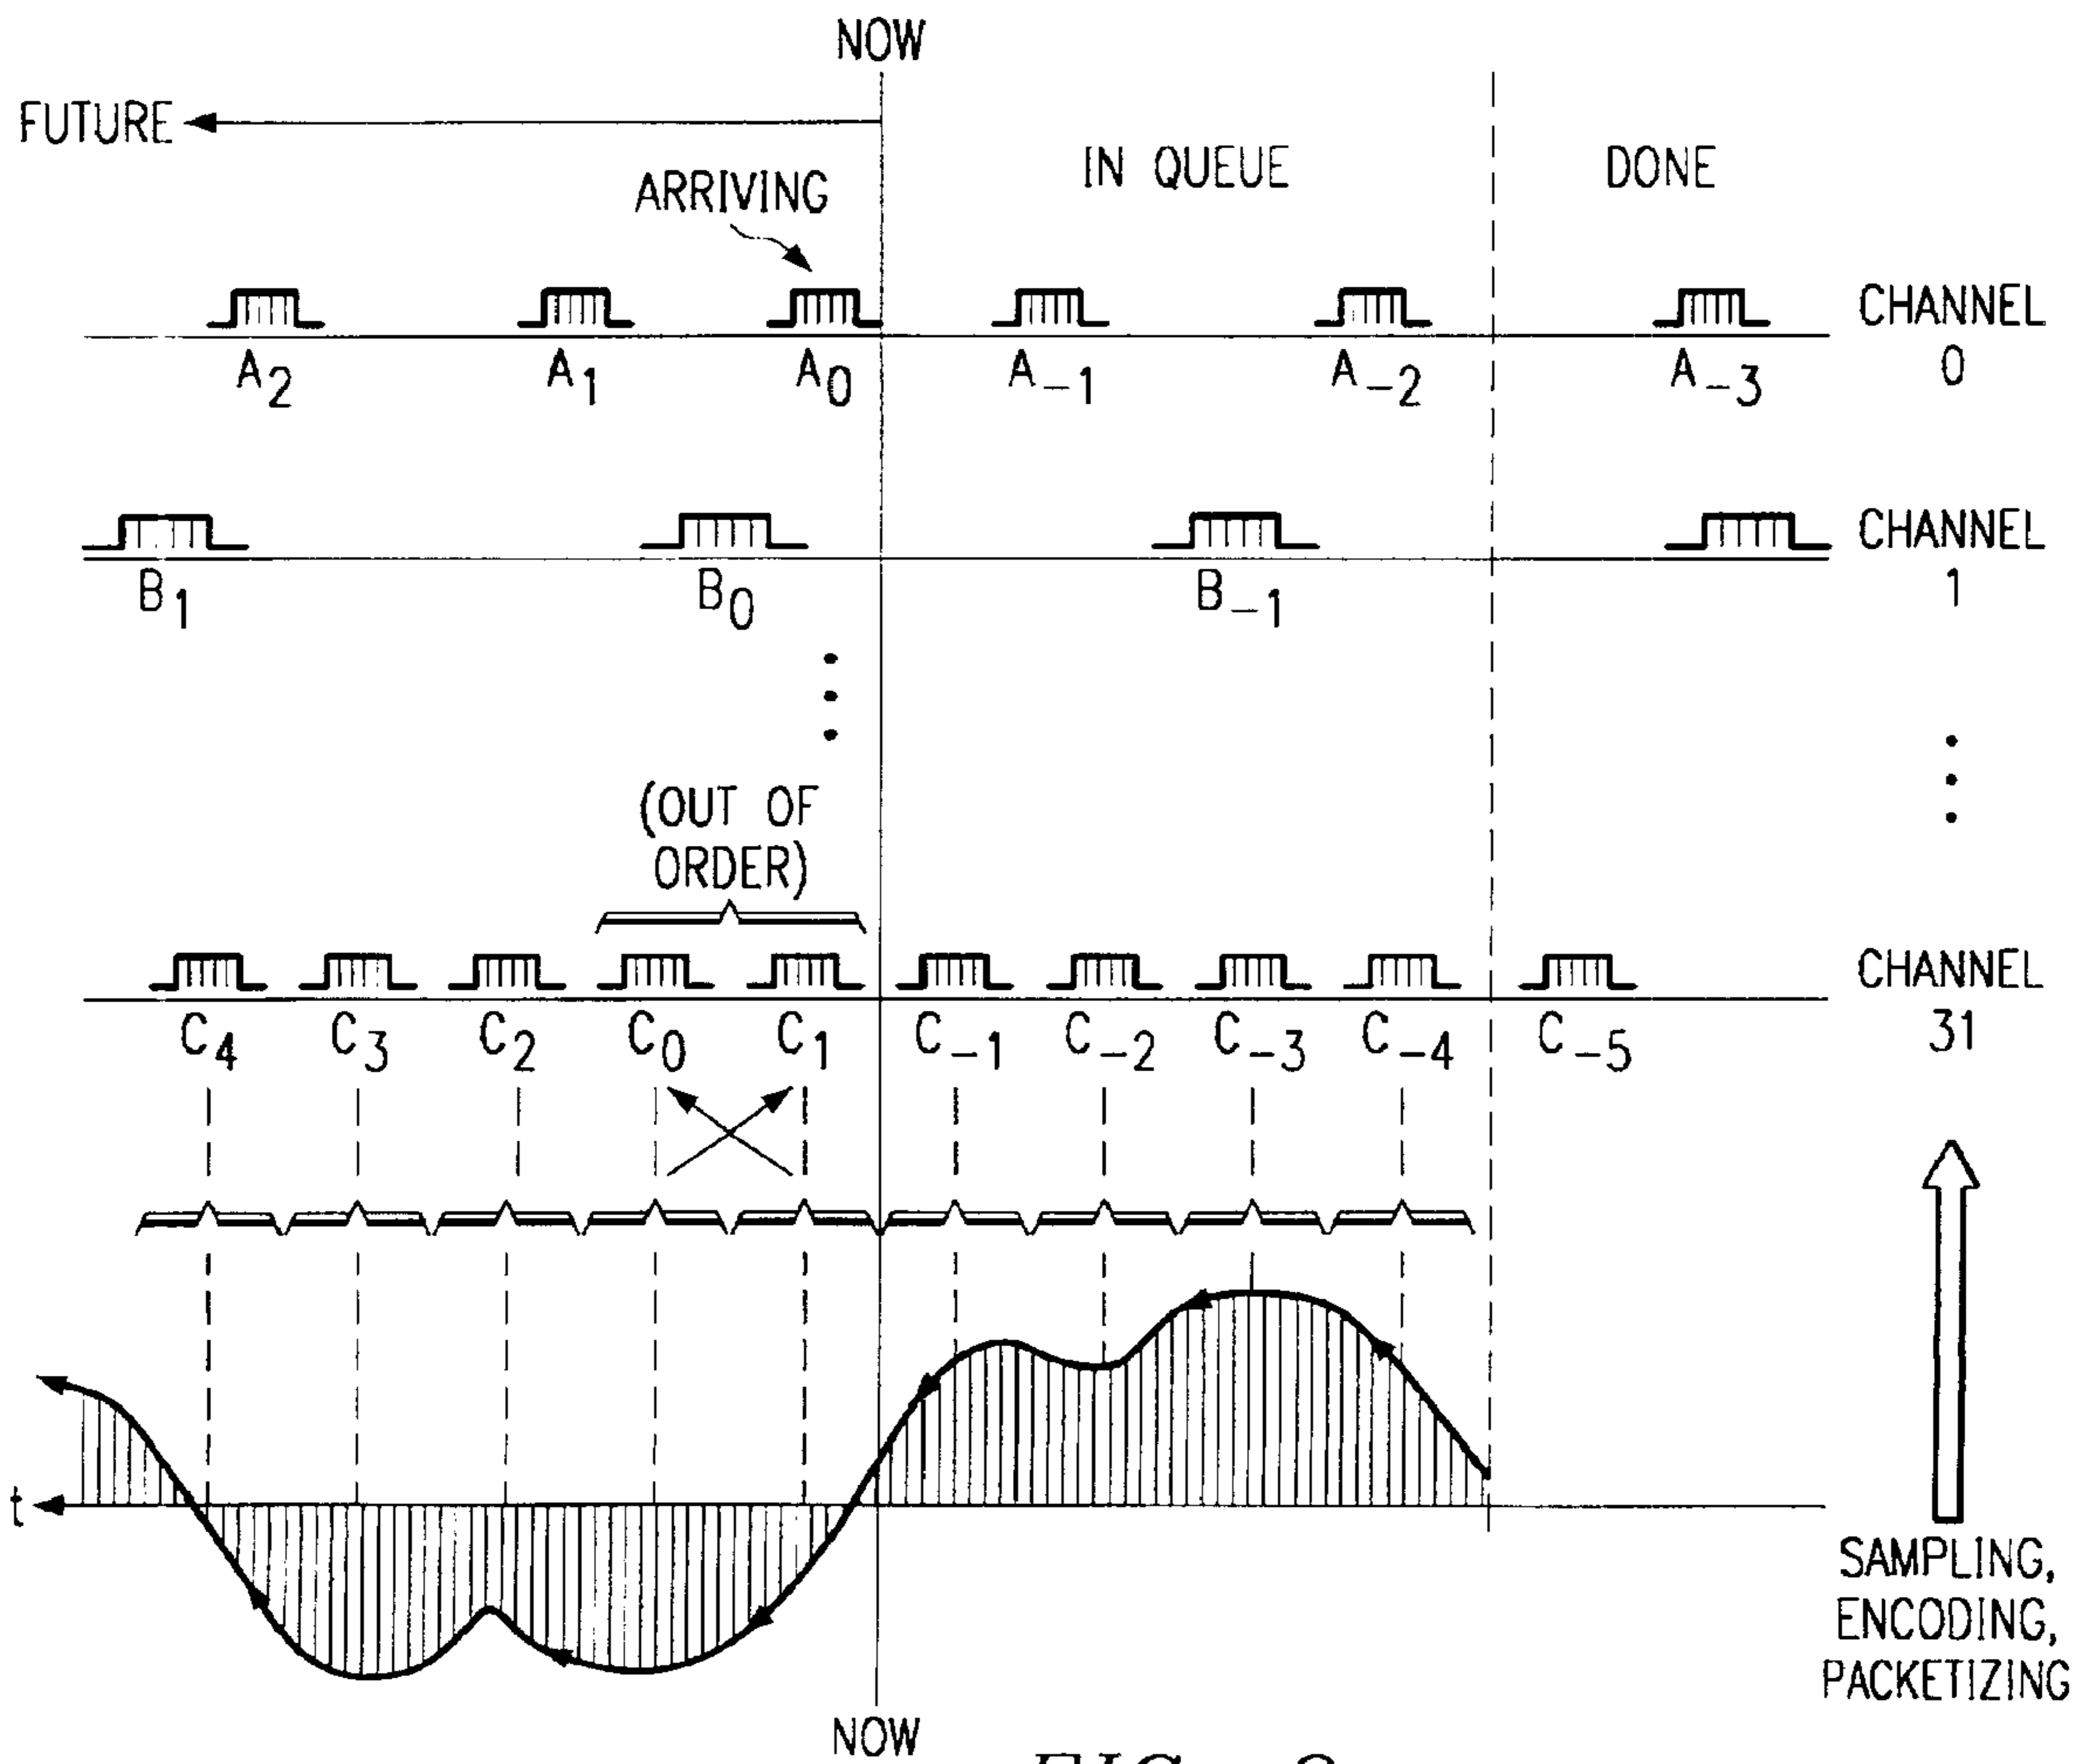 NOW
FUTURE
IN QUEUE
DONE
ARRIVING
A2 A1 A0 A-1 A-2 A-3
CHANNEL
0
B1 B0 B-1
CHANNEL
1
(OUT OF
ORDER)
C4 C3 C2 C0 C1 C-1 C-2 C-3 C-4 C-5
CHANNEL
31
t
SAMPLING,
ENCODING,
PACKETIZING
NOW